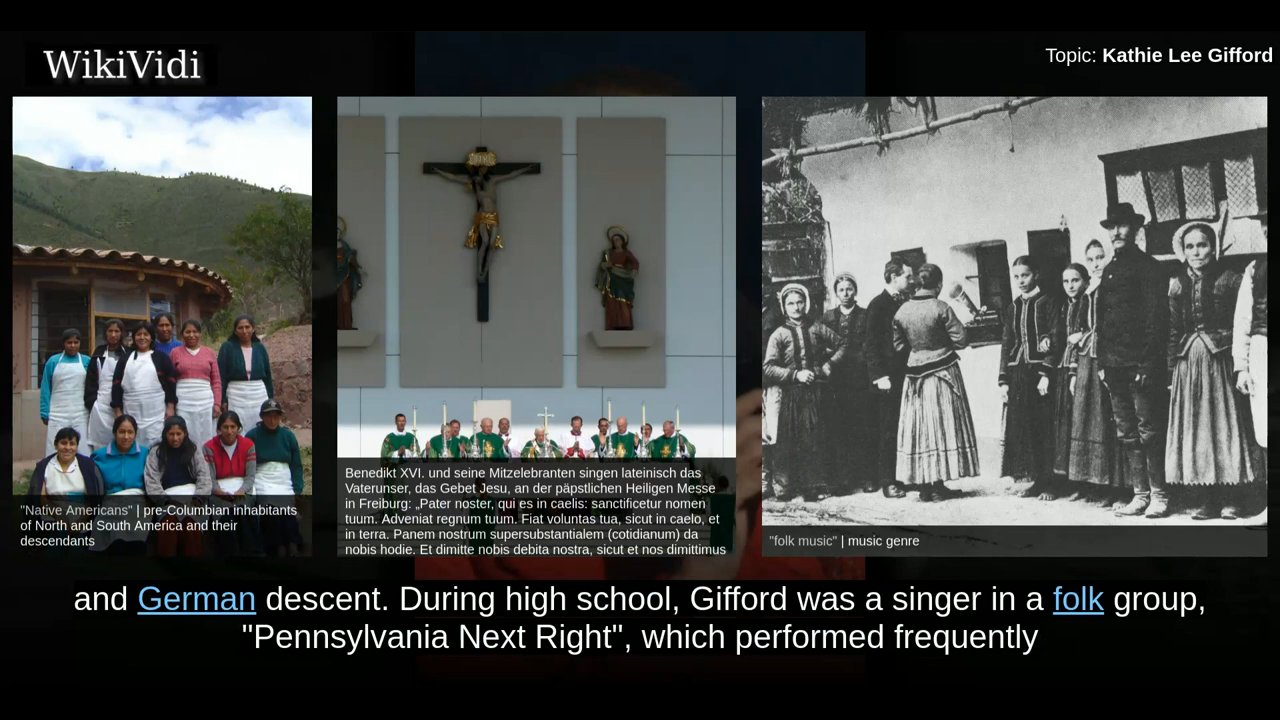 WikiVidi
Topic: Kathie Lee Gifford
"Native Americans" | pre-Columbian inhabitants
of North and South America and their
descendants
Benedikt XVI. und seine Mitzelebranten singen lateinisch das
Vaterunser, das Gebet Jesu, an der päpstlichen Heiligen Messe
in Freiburg: „Pater noster, qui es in caelis: sanctificetur nomen
tuum. Adveniat regnum tuum. Fiat voluntas tua, sicut in caelo, et
in terra. Panem nostrum supersubstantialem (cotidianum) da
nobis hodie. Et dimitte nobis debita nostra, sicut et nos dimittimus
"folk music" | music genre
and German descent. During high school, Gifford was a singer in a folk group,
"Pennsylvania Next Right", which performed frequently